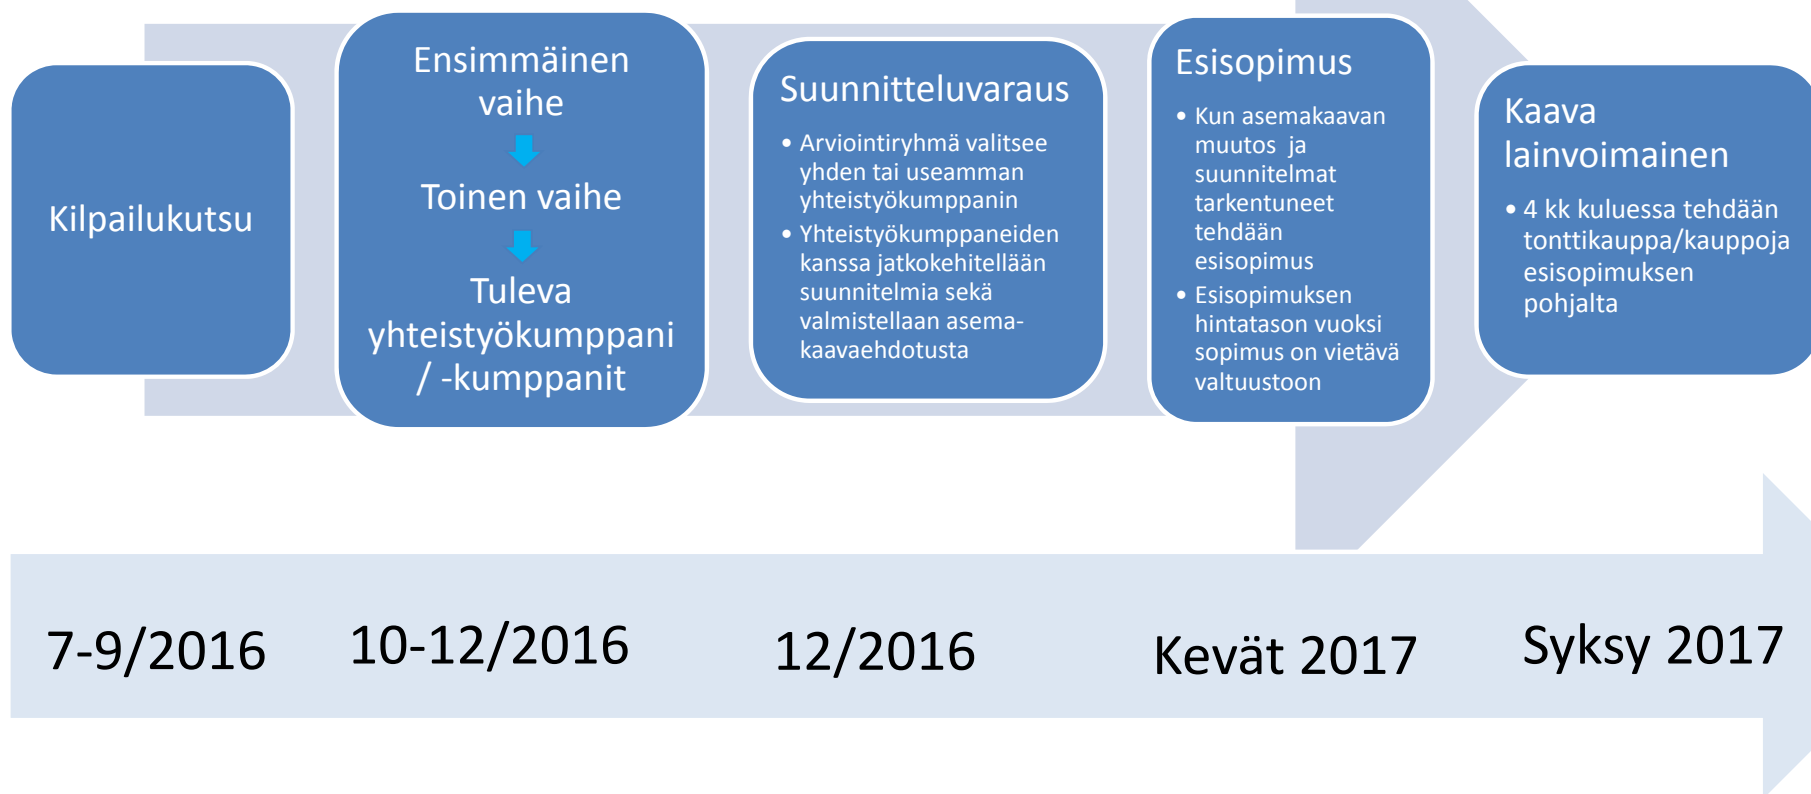 Kilpailukutsu
Ensimmäinen
vaihe
Toinen vaihe
Tuleva
yhteistyökumppani
/ -kumppanit
Suunnitteluvaraus
• Arviointiryhmä valitsee
yhden tai useamman
yhteistyökumppanin
• Yhteistyökumppaneiden
kanssa jatkokehitellään
suunnitelmia sekä
valmistellaan asema-
kaavaehdotusta
Esisopimus
• Kun asemakaavan
muutos ja
suunnitelmat
tarkentuneet
tehdään
esisopimus
• Esisopimuksen
hintatason vuoksi
sopimus on vietävä
valtuustoon
Kaava
lainvoimainen
• 4 kk kuluessa tehdään
tonttikauppa/kauppoja
esisopimuksen
pohjalta
7-9/2016
10-12/2016
12/2016
Kevät 2017
Syksy 2017